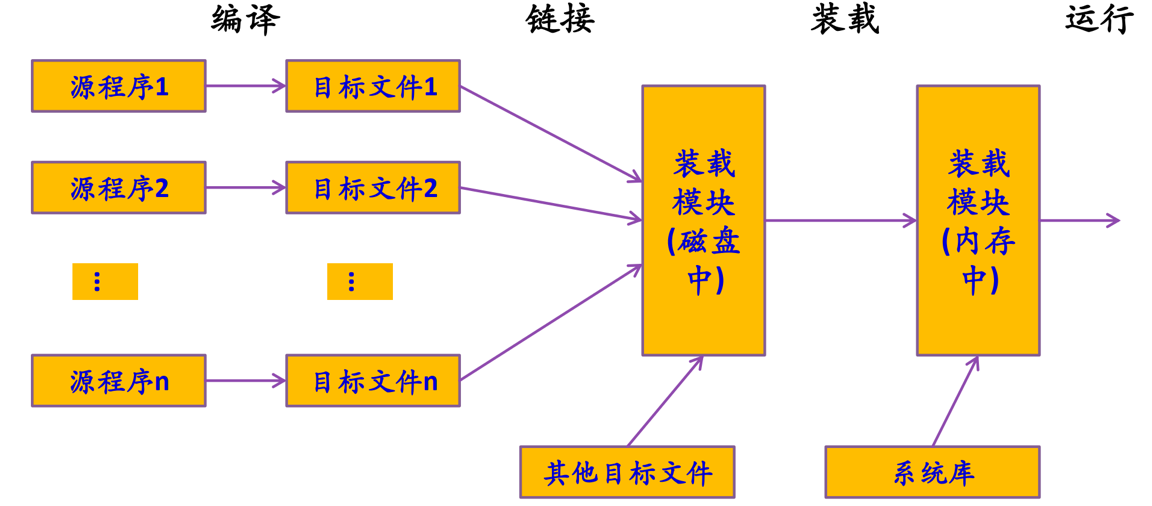 编译 链接 装载 运行
源程序1 目标文件1
源程序2 目标文件2
⋮ ⋮
源程序n 目标文件n
装载
模块
(磁盘
中)
装载
模块
(内存
中)
其他目标文件 系统库